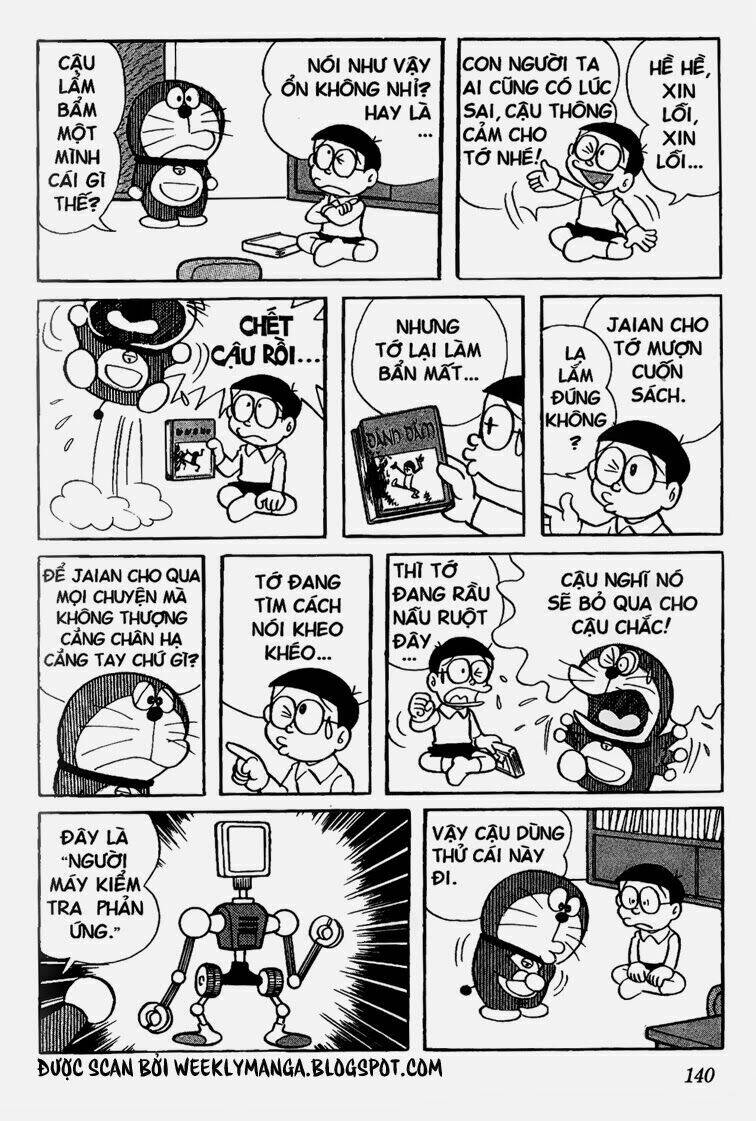 HỀ HỀ,
XIN
LỖI,
XIN
LỖI...
CON NGƯỜI TA
AI CŨNG CÓ LÚC
SAI, CẬU THÔNG
CẢM CHO
TỚ NHÉ!
NÓI NHƯ VẬY
ỔN KHÔNG NHỈ?
HAY LÀ
...
CẬU
LẨM
BẨM
MỘT
MÌNH
CÁI GÌ
THẾ?
JAIAN CHO
TỚ MƯỢN
CUỐN
SÁCH.
LẠ
LẮM
ĐÚNG
KHÔNG
?
NHƯNG
TỚ LẠI LÀM
BẨN MẤT...
ĐÁNH ĐẤM
CHẾT
CẬU RỒI...
CẬU NGHĨ NÓ
SẼ BỎ QUA CHO
CẬU CHẮC!
THÌ TỚ
ĐANG RẦU
NẤU RUỘT
ĐÂY
...
TỚ ĐANG
TÌM CÁCH
NÓI KHEO
KHÉO...
ĐỂ JAIAN CHO QUA
MỌI CHUYỆN MÀ
KHÔNG THƯỢNG
CẲNG CHÂN HẠ
CẲNG TAY CHỨ GÌ?
VẬY CẬU DÙNG
THỬ CÁI NÀY
ĐI.
ĐÂY LÀ
"NGƯỜI
MÁY KIỂM
TRA PHẢN
ỨNG."
ĐƯỢC SCAN BỞI WEEKLYMANGA.BLOGSPOT.COM
140